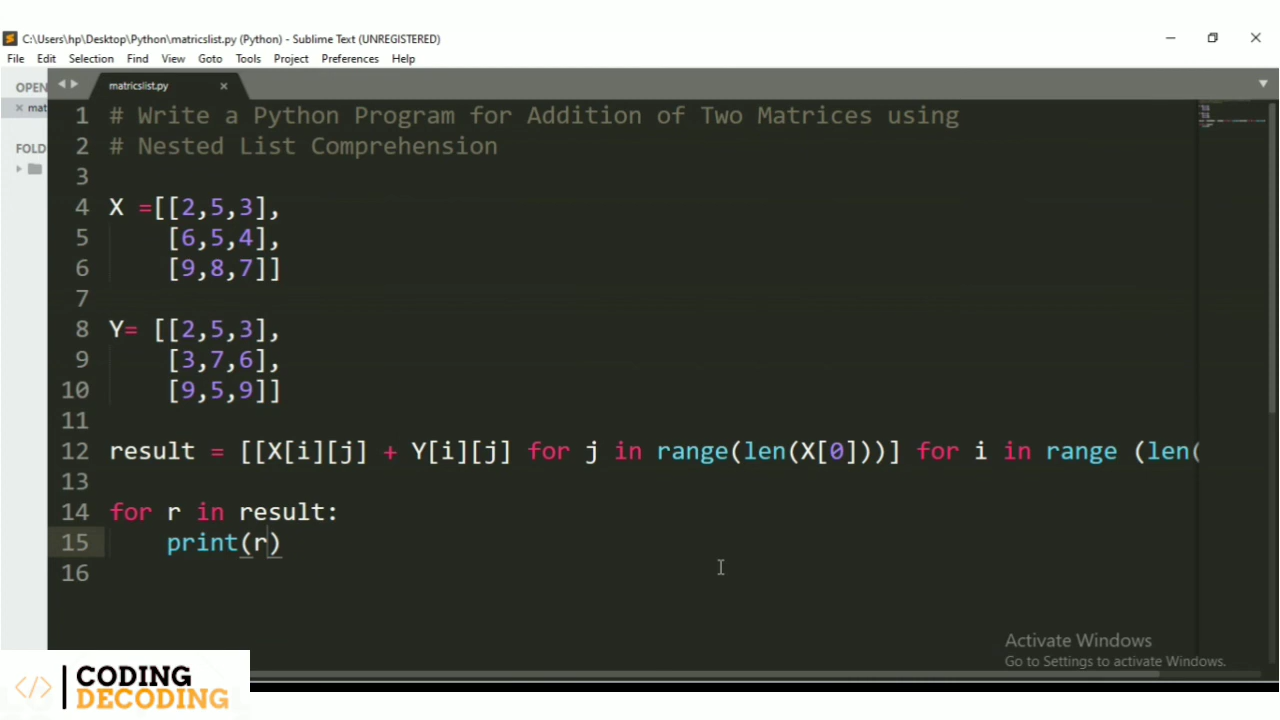 C:\Users\hp\Desktop\Python\matricslist.py (Python) - Sublime Text (UNREGISTERED)
File Edit Selection Find View Goto Tools Project Preferences Help
OPEN
matricslist.py
mat
FOLD
1 # Write a Python Program for Addition of Two Matrices using
2 # Nested List Comprehension
3
4 X =[[2,5,3],
5 [6,5,4],
6 [9,8,7]]
7
8 Y= [[2,5,3],
9 [3,7,6],
10 [9,5,9]]
11
12 result = [[X[i][j] + Y[i][j] for j in range(len(X[0]))] for i in range (len(
13
14 for r in result:
15 print(r)
16
Activate Windows
Go to Settings to activate Windows.
</> CODING
DECODING